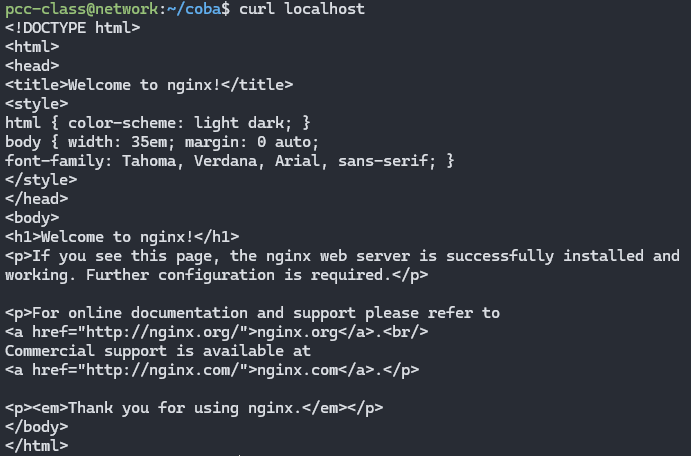 pcc-class@network:~/coba$ curl localhost
<!DOCTYPE html>
<html>
<head>
<title>Welcome to nginx!</title>
<style>
html { color-scheme: light dark; }
body { width: 35em; margin: 0 auto;
font-family: Tahoma, Verdana, Arial, sans-serif; }
</style>
</head>
<body>
<h1>Welcome to nginx!</h1>
<p>If you see this page, the nginx web server is successfully installed and
working. Further configuration is required.</p>

<p>For online documentation and support please refer to
<a href="http://nginx.org/">nginx.org</a>.<br/>
Commercial support is available at
<a href="http://nginx.com/">nginx.com</a>.</p>

<p><em>Thank you for using nginx.</em></p>
</body>
</html>